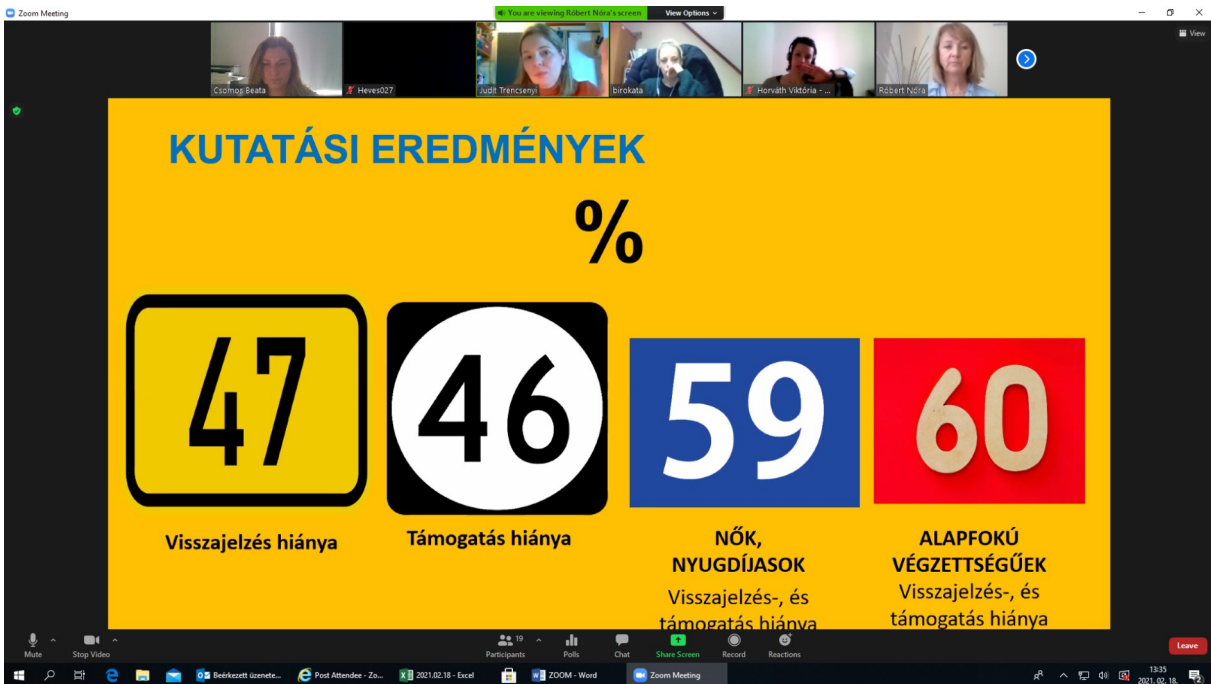 Zoom Meeting
You are viewing Róbert Nóra's screen
View Options
View
Csomos Beata
Heves027
Judit Trencsenyi
birokata
Horváth Viktória - ...
Róbert Nóra
KUTATÁSI EREDMÉNYEK
%
47
46
59
60
Visszajelzés hiánya
Támogatás hiánya
NŐK,
NYUGDÍJASOK
Visszajelzés-, és
támogatás hiánya
ALAPFOKÚ
VÉGZETTSÉGŰEK
Visszajelzés-, és
támogatás hiánya
Mute
Stop Video
19
Participants
Polls
Chat
Share Screen
Record
Reactions
Leave
Beérkezett üzenete...
Post Attendee - Zo...
2021.02.18 - Excel
ZOOM - Word
Zoom Meeting
13:35
2021. 02. 18.